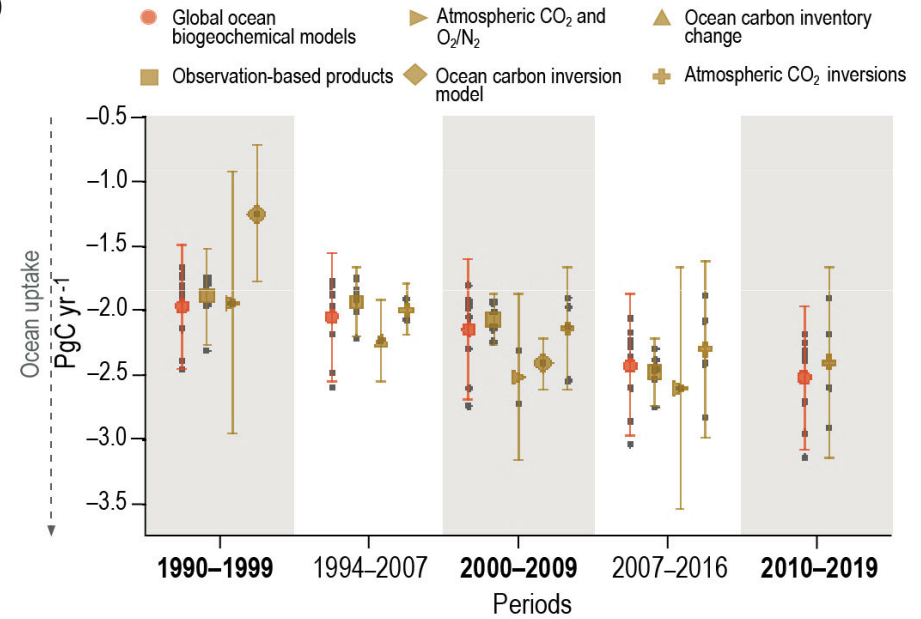 )
Global ocean
biogeochemical models
Atmospheric CO₂ and
O₂/N₂
Ocean carbon inventory
change
Observation-based products
Ocean carbon inversion
model
Atmospheric CO₂ inversions
Ocean uptake
PgC yr⁻¹
–0.5
–1.0
–1.5
–2.0
–2.5
–3.0
–3.5
1990–1999
1994–2007
2000–2009
2007–2016
2010–2019
Periods